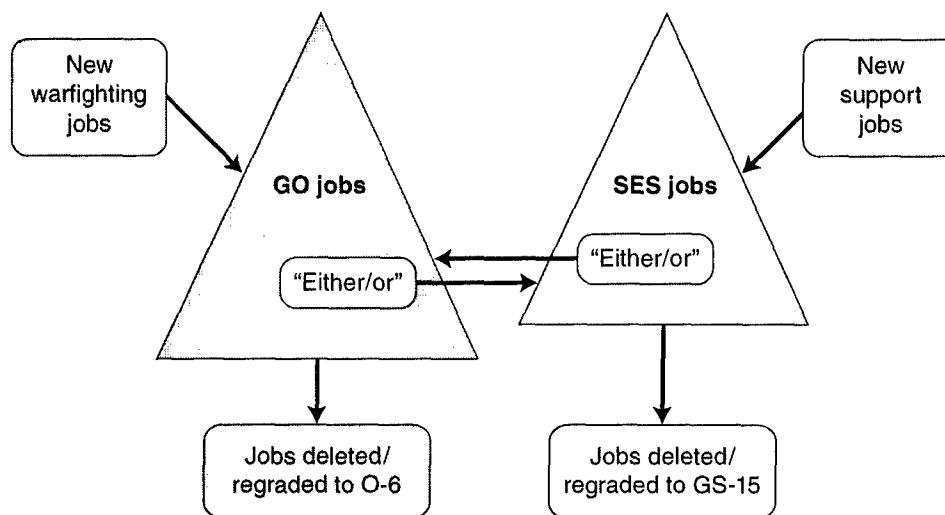 New
warfighting
jobs
New
support
jobs
GO jobs
SES jobs
“Either/or”
“Either/or”
Jobs deleted/
regraded to O-6
Jobs deleted/
regraded to GS-15